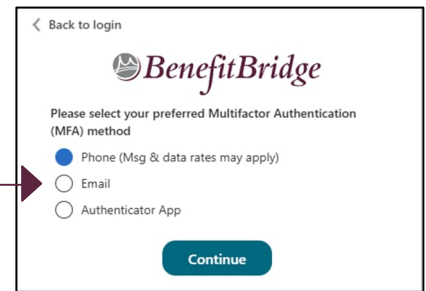 Back to login
BenefitBridge
Please select your preferred Multifactor Authentication
(MFA) method
Phone (Msg & data rates may apply)
Email
Authenticator App
Continue